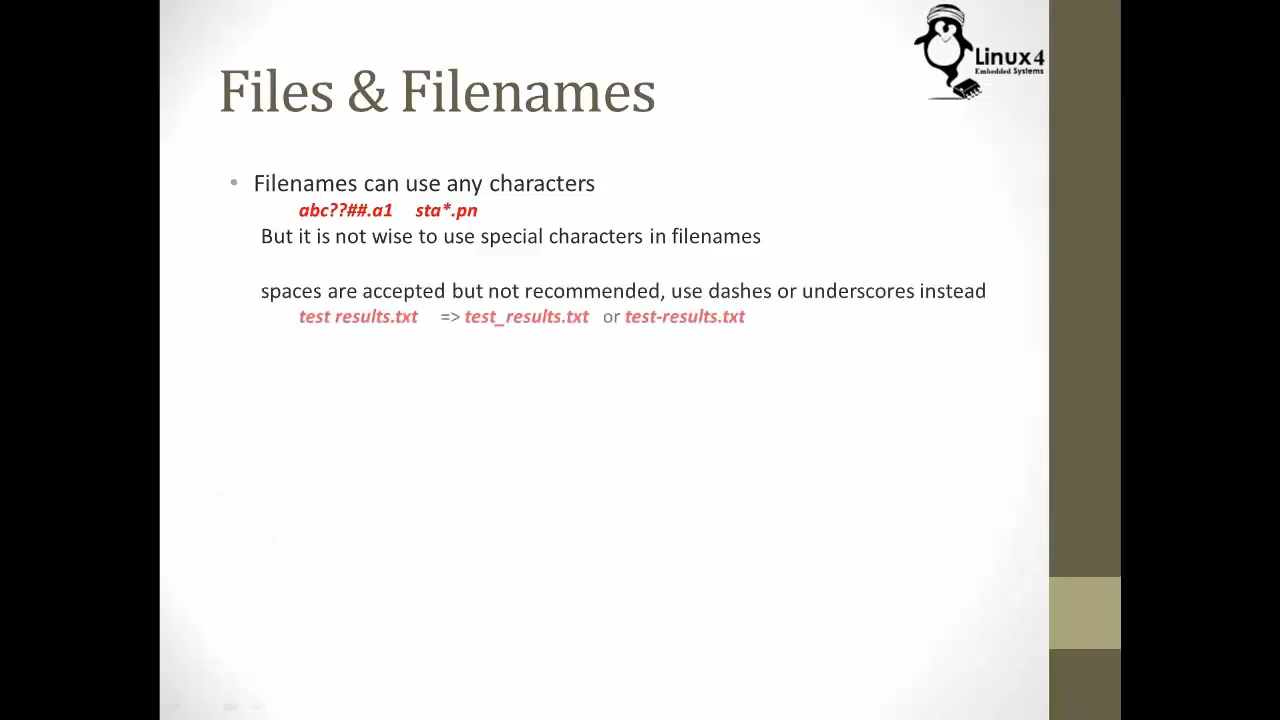 Linux 4
Embedded Systems
Files & Filenames
• Filenames can use any characters
abc??##.a1 sta*.pn
But it is not wise to use special characters in filenames
spaces are accepted but not recommended, use dashes or underscores instead
test results.txt => test_results.txt or test-results.txt